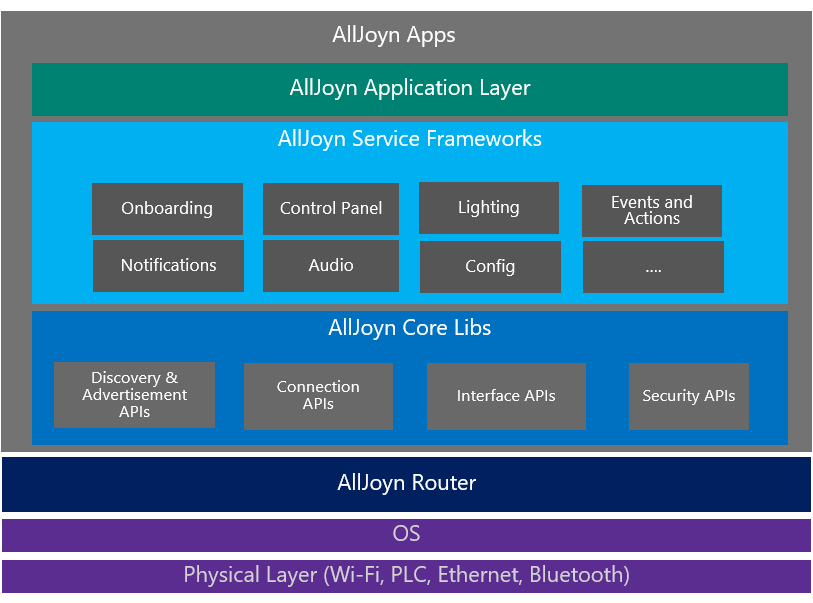 AllJoyn Apps
AllJoyn Application Layer
AllJoyn Service Frameworks
Onboarding
Control Panel
Lighting
Events and
Actions
Notifications
Audio
Config
....
AllJoyn Core Libs
Discovery &
Advertisement
APIs
Connection
APIs
Interface APIs
Security APIs
AllJoyn Router
OS
Physical Layer (Wi-Fi, PLC, Ethernet, Bluetooth)